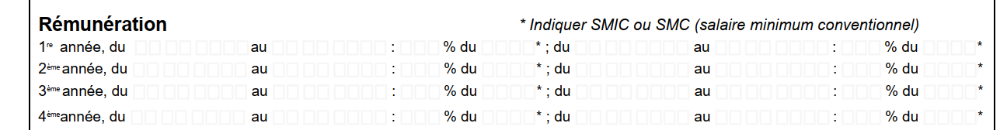 Rémunération * Indiquer SMIC ou SMC (salaire minimum conventionnel)
1re année, du au : % du * ; du au : % du *
2ème année, du au : % du * ; du au : % du *
3ème année, du au : % du * ; du au : % du *
4ème année, du au : % du * ; du au : % du *